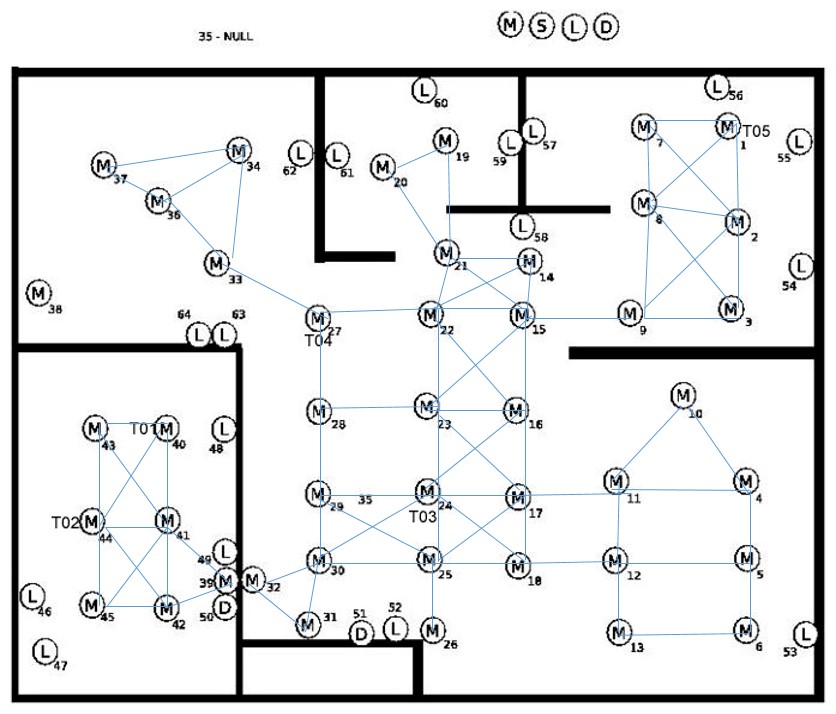 35 - NULL M S L D
L 60 L 56
M 7 M 1 T05
L 57 L 59 M 19 L 55
M 34 L 62 L 61
M 37 M 20
M 36 M 8 M 2
L 58
M 21 M 14 L 54
M 33
M 38
64 L L 63 M 27 M 22 M 15 M 9 M 3
T04
M 10
M 28 M 23 M 16
M 43 T01 M 40 L 48
M 11 M 4
M 29 35 M 24 M 17
T03
T02 M 44 M 41
49 L M 30 M 25 M 18 M 12 M 5
39 M M 32
L 46 M 45 M 42 50 D
M 31 51 D 52 L M 26 M 13 M 6 53 L
L 47